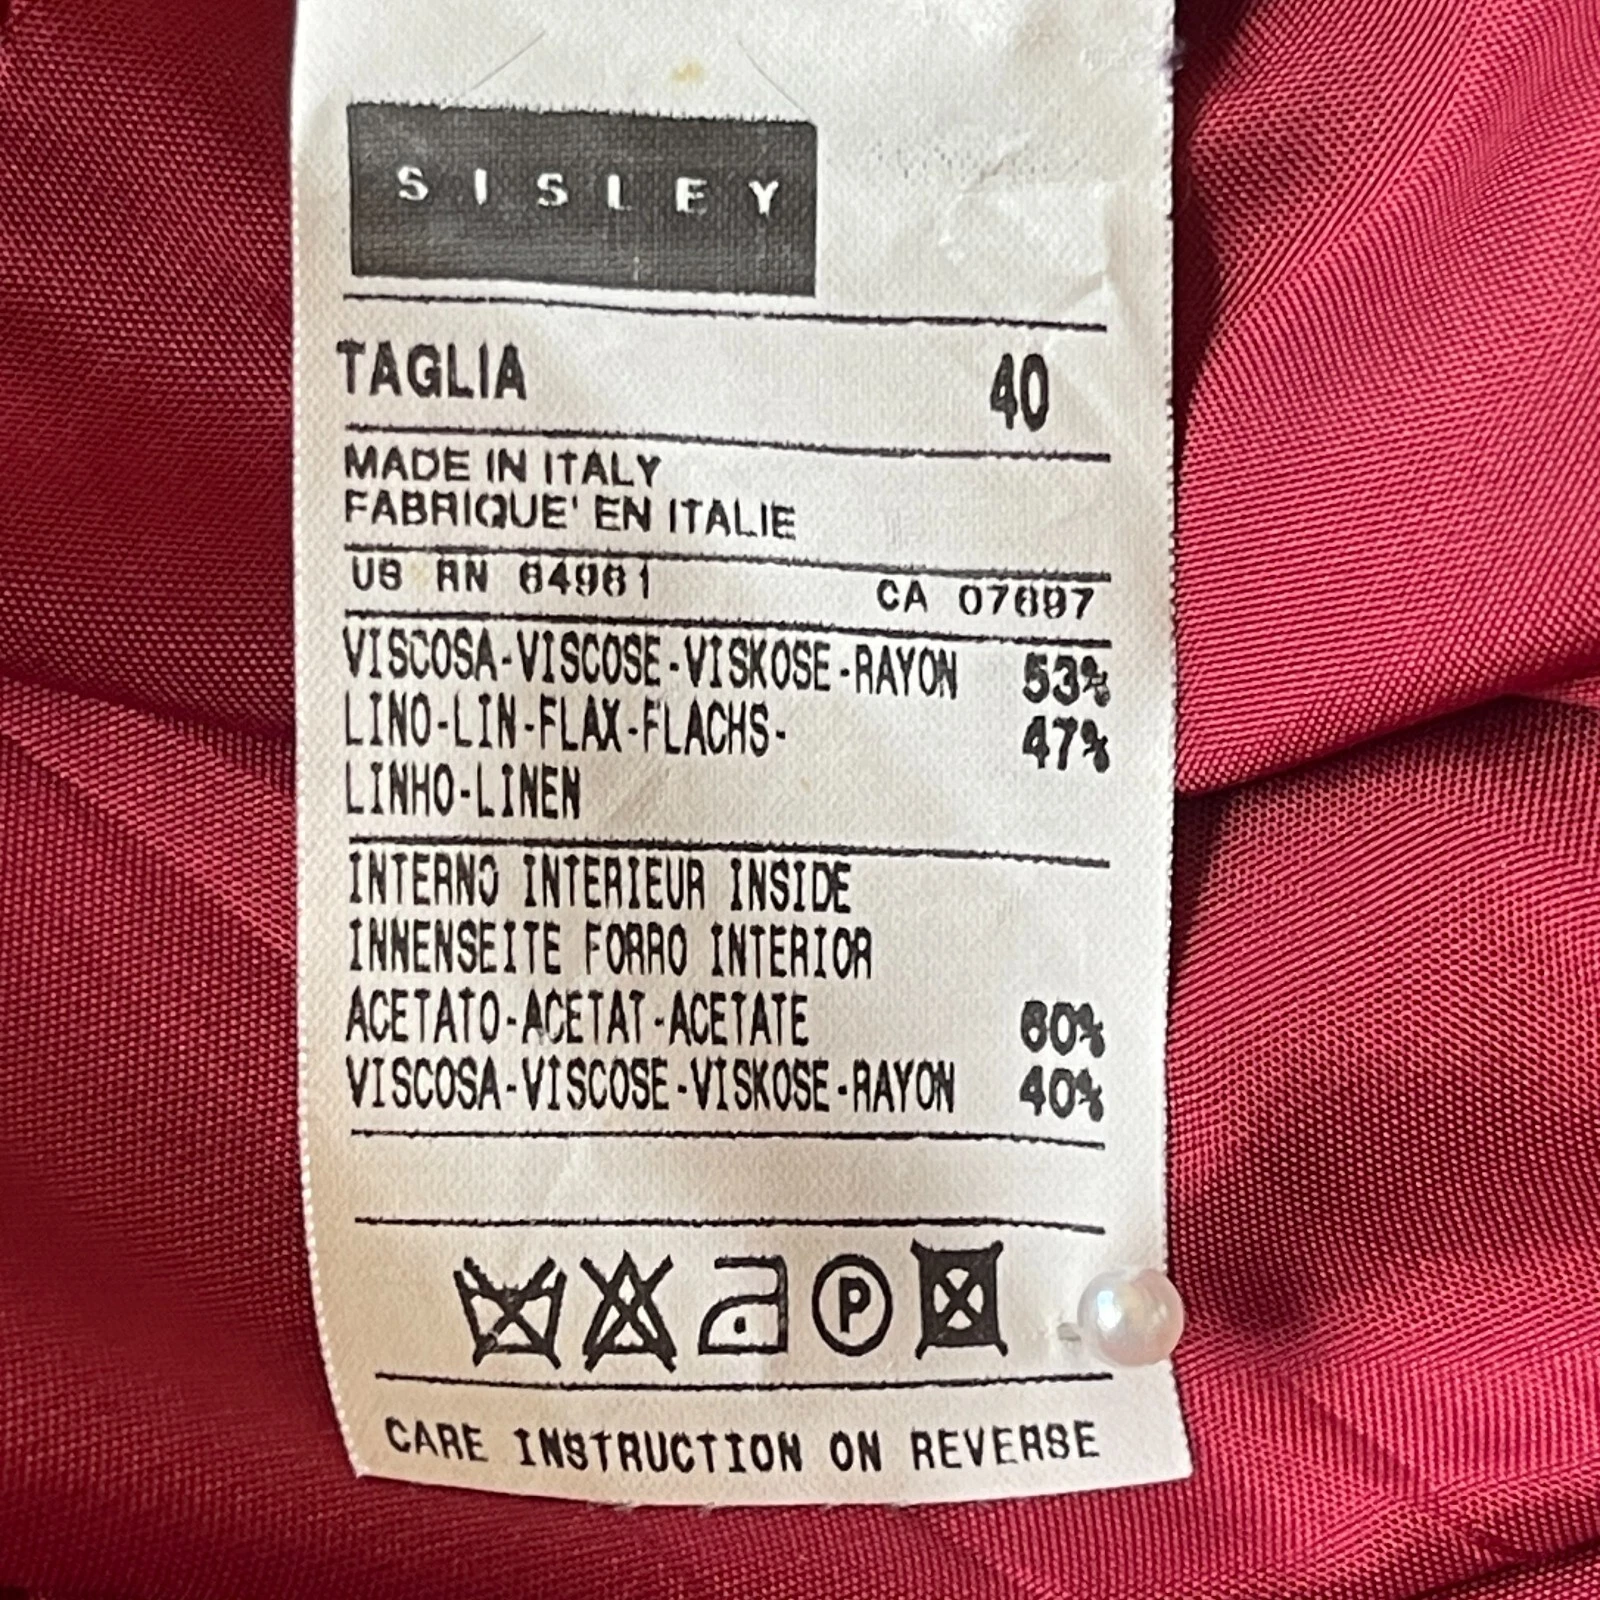 SISLEY
TAGLIA 40
MADE IN ITALY
FABRIQUE' EN ITALIE
US RN 64961 CA 07697
VISCOSA-VISCOSE-VISKOSE-RAYON 53%
LINO-LIN-FLAX-FLACHS- 47%
LINHO-LINEN
INTERNO INTERIEUR INSIDE
INNENSEITE FORRO INTERIOR
ACETATO-ACETAT-ACETATE 60%
VISCOSA-VISCOSE-VISKOSE-RAYON 40%
P
CARE INSTRUCTION ON REVERSE